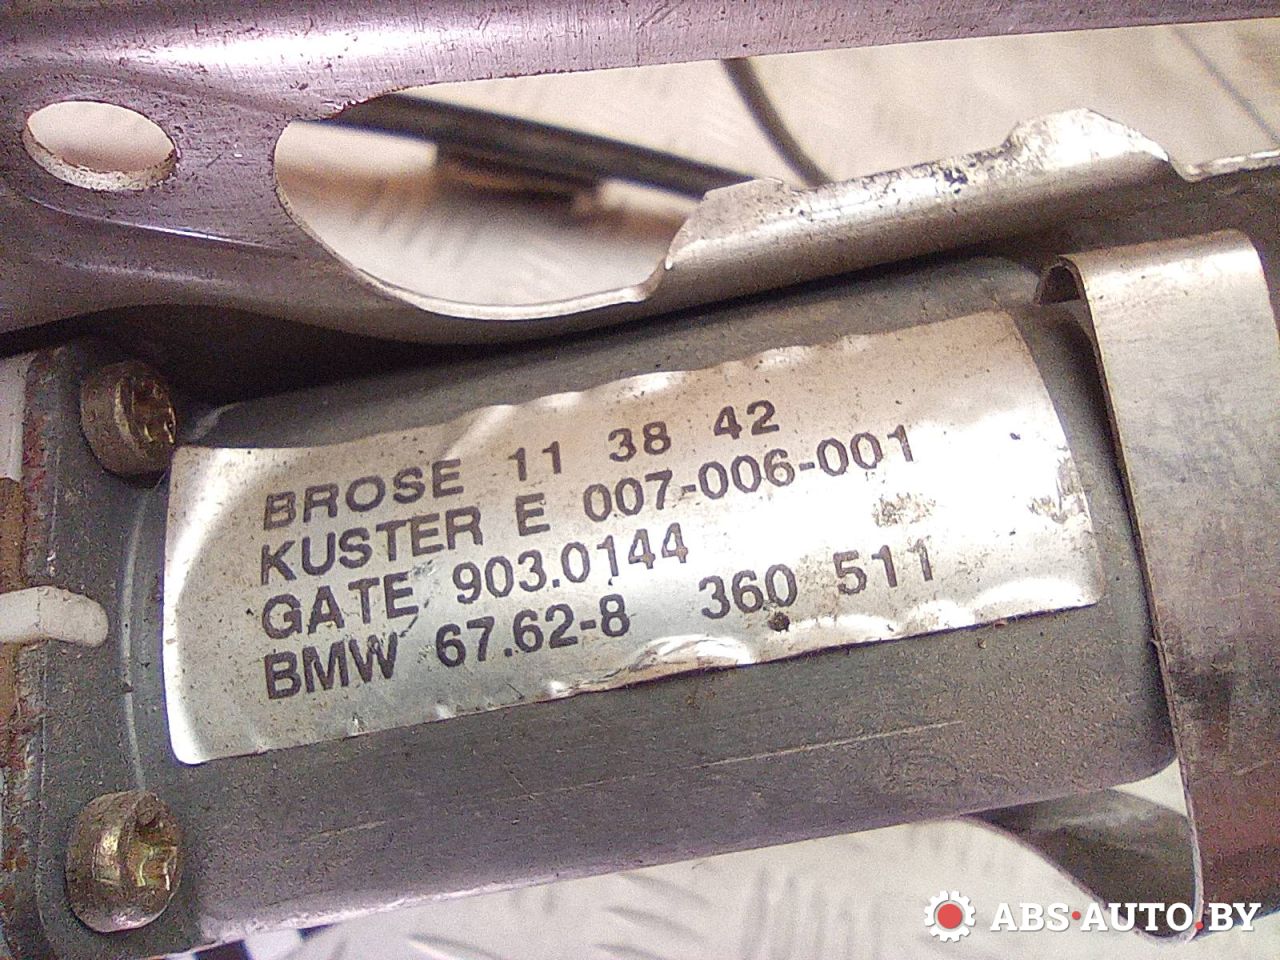 BROSE 11 38 42
KUSTER E 007-006-001
GATE 903.0144
BMW 67.62-8 360 511
ABS·AUTO.BY